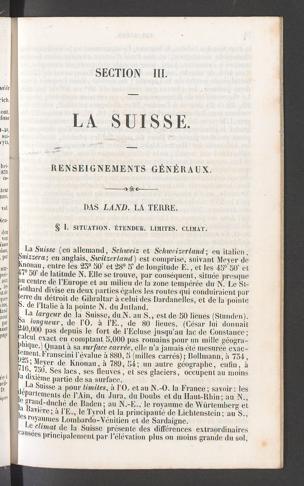 SECTION III.
LA SUISSE.
RENSEIGNEMENTS GÉNÉRAUX.
DAS LAND. LA TERRE.
§ I. SITUATION. ÉTENDUE. LIMITES. CLIMAT.
La Suisse (en allemand, Schweiz et Schweizerland; en italien,
Suizzera; en anglais, Switzerland) est comprise, suivant Meyer de
Knonau, entre les 23° 50' et 28° 5' de longitude E., et les 45° 50' et
47° 50' de latitude N. Elle se trouve, par conséquent, située presque
au centre de l'Europe et au milieu de la zone tempérée du N. Le St-
Gothard divise en deux parties égales les routes qui conduiraient par
terre du détroit de Gibraltar à celui des Dardanelles, et de la pointe
S. de l'Italie à la pointe N. du Jutland.
La largeur de la Suisse, du N. au S., est de 50 lieues (Stunden).
Sa longueur, de l'O. à l'E., de 80 lieues. (César lui donnait
240,000 pas depuis le fort de l'Ecluse jusqu'au lac de Constance;
calcul exact en comptant 5,000 pas romains pour un mille géogra-
phique.) Quant à sa surface carrée, elle n'a jamais été mesurée exac-
tement. Franscini l'évalue à 880, 5 (milles carrés); Bollmann, à 754,
925; Meyer de Knonau, à 789, 54; un autre géographe, enfin, à
716, 759. Ses lacs, ses fleuves, et ses glaciers, occupent au moins
la dixième partie de sa surface.
La Suisse a pour limites, à l'O. et au N.-O. la France; savoir: les
départements de l'Ain, du Jura, du Doubs et du Haut-Rhin; au N.,
le grand-duché de Baden; au N.-E., le royaume de Würtemberg et
la Bavière; à l'E., le Tyrol et la principauté de Lichtenstein; au S.,
les royaumes Lombardo-Vénitien et de Sardaigne.
Le climat de la Suisse présente des différences extraordinaires
causées principalement par l'élévation plus ou moins grande du sol,